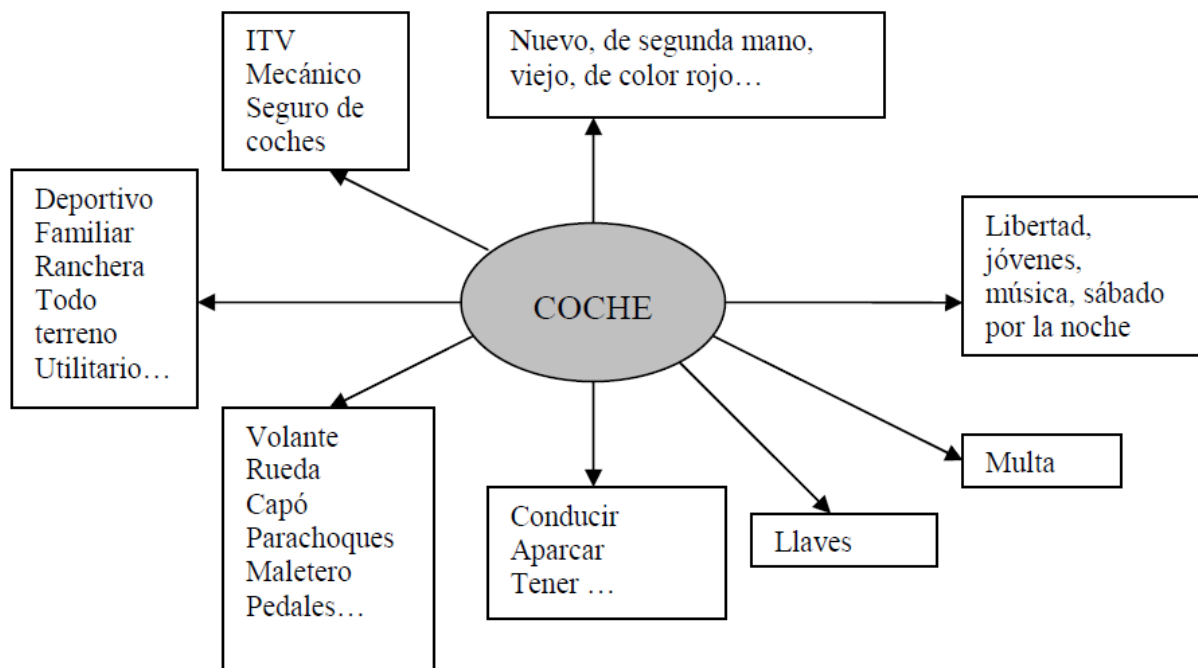 ITV
Mecánico
Seguro de
coches
Nuevo, de segunda mano,
viejo, de color rojo…
Deportivo
Familiar
Ranchera
Todo
terreno
Utilitario…
COCHE
Libertad,
jóvenes,
música, sábado
por la noche
Volante
Rueda
Capó
Parachoques
Maletero
Pedales…
Conducir
Aparcar
Tener …
Llaves
Multa